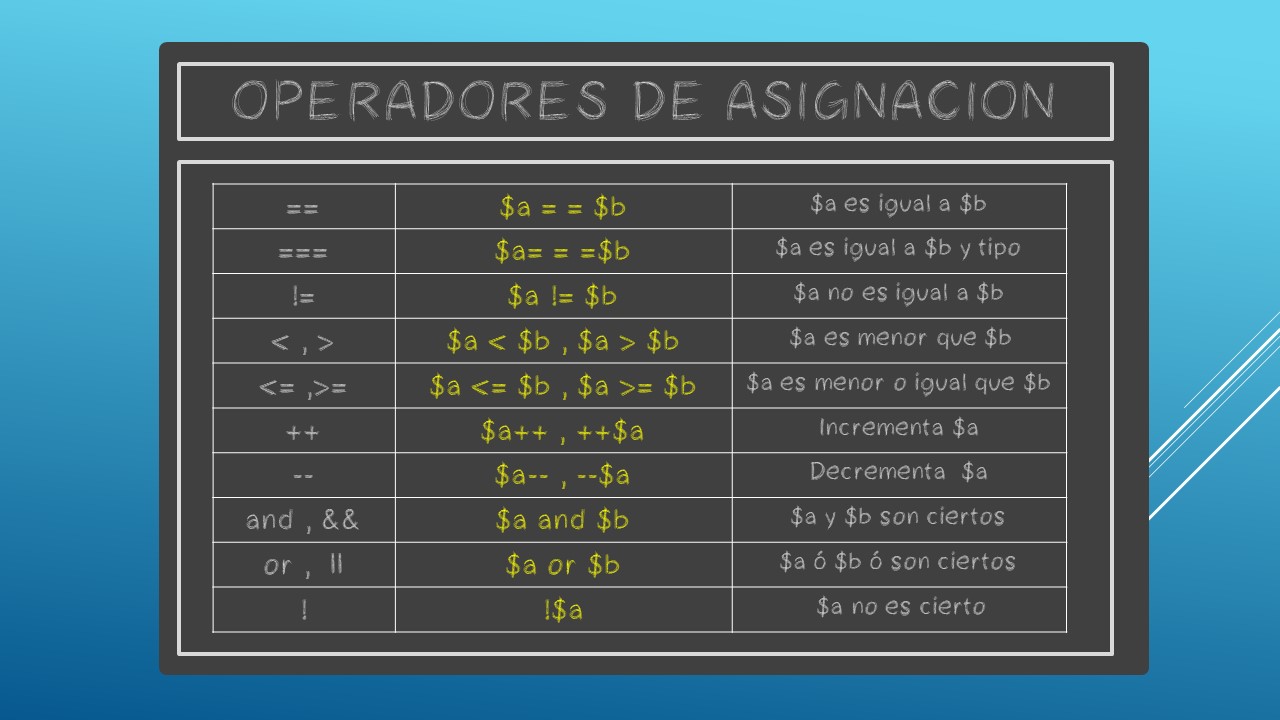 OPERADORES DE ASIGNACION
== $a = = $b $a es igual a $b
=== $a= = =$b $a es igual a $b y tipo
!= $a != $b $a no es igual a $b
< , > $a < $b , $a > $b $a es menor que $b
<= ,>= $a <= $b , $a >= $b $a es menor o igual que $b
++ $a++ , ++$a Incrementa $a
-- $a-- , --$a Decrementa $a
and , && $a and $b $a y $b son ciertos
or , || $a or $b $a ó $b ó son ciertos
! !$a $a no es cierto